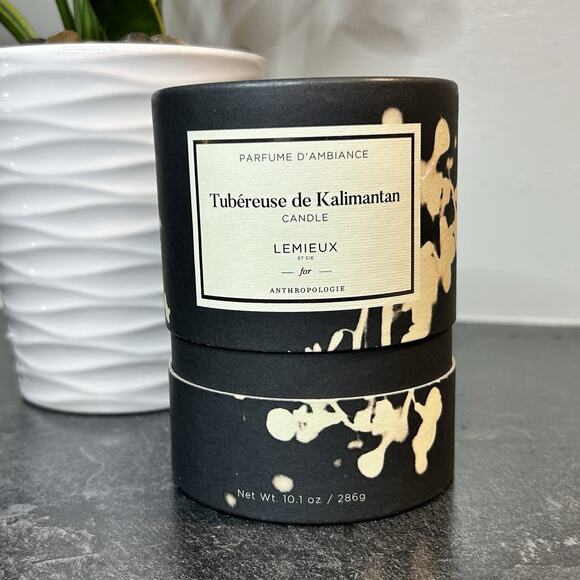 PARFUME D'AMBIANCE
Tubéreuse de Kalimantan
CANDLE
LEMIEUX
ET CIE
for
ANTHROPOLOGIE
Net Wt. 10.1 oz. / 286g